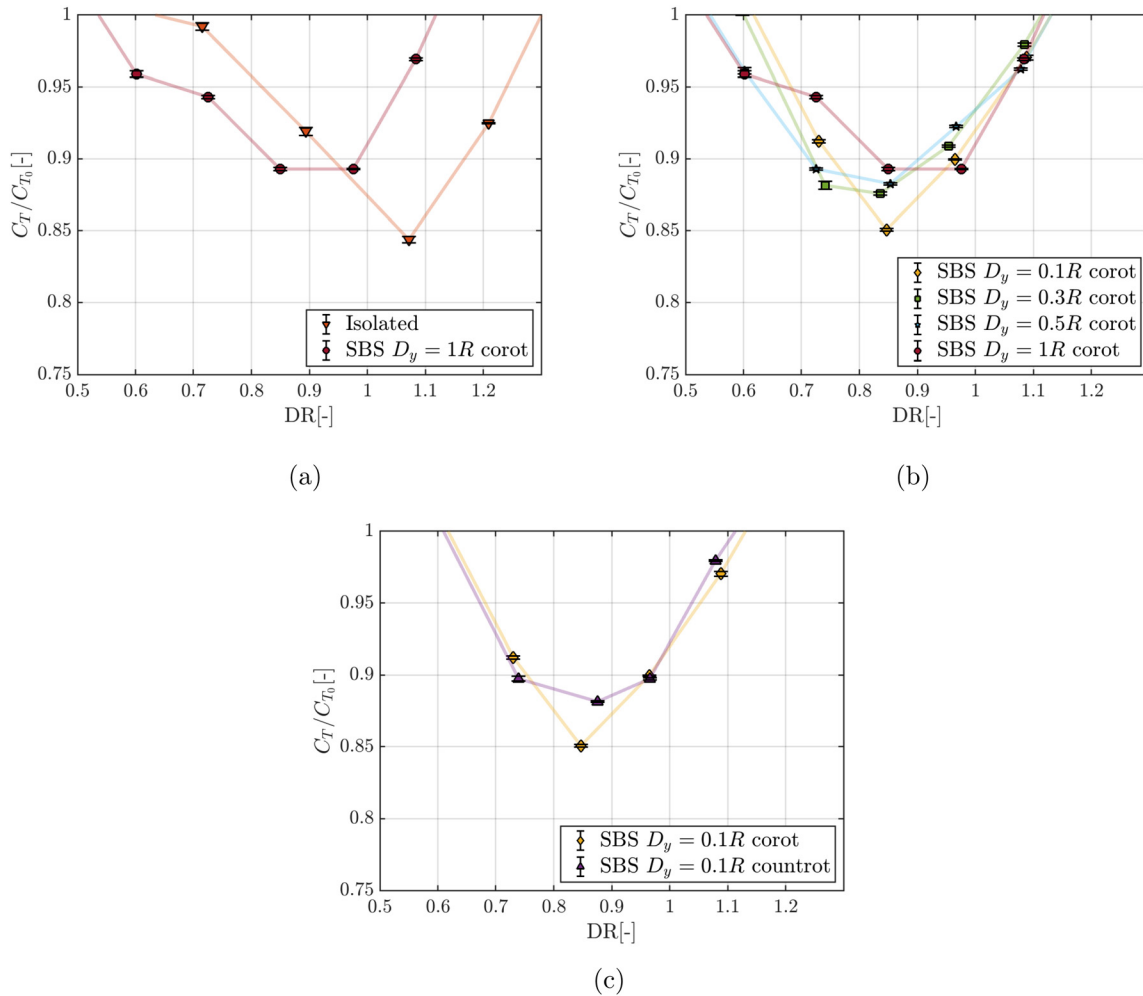 1
0.95
0.9
0.85
0.8
0.75
C_T/C_{T_0}[-]
0.5 0.6 0.7 0.8 0.9 1 1.1 1.2
DR[-]
Isolated
SBS D_y = 1R corot
(a)
1
0.95
0.9
0.85
0.8
0.75
C_T/C_{T_0}[-]
0.5 0.6 0.7 0.8 0.9 1 1.1 1.2
DR[-]
SBS D_y = 0.1R corot
SBS D_y = 0.3R corot
SBS D_y = 0.5R corot
SBS D_y = 1R corot
(b)
1
0.95
0.9
0.85
0.8
0.75
C_T/C_{T_0}[-]
0.5 0.6 0.7 0.8 0.9 1 1.1 1.2
DR[-]
SBS D_y = 0.1R corot
SBS D_y = 0.1R countrot
(c)